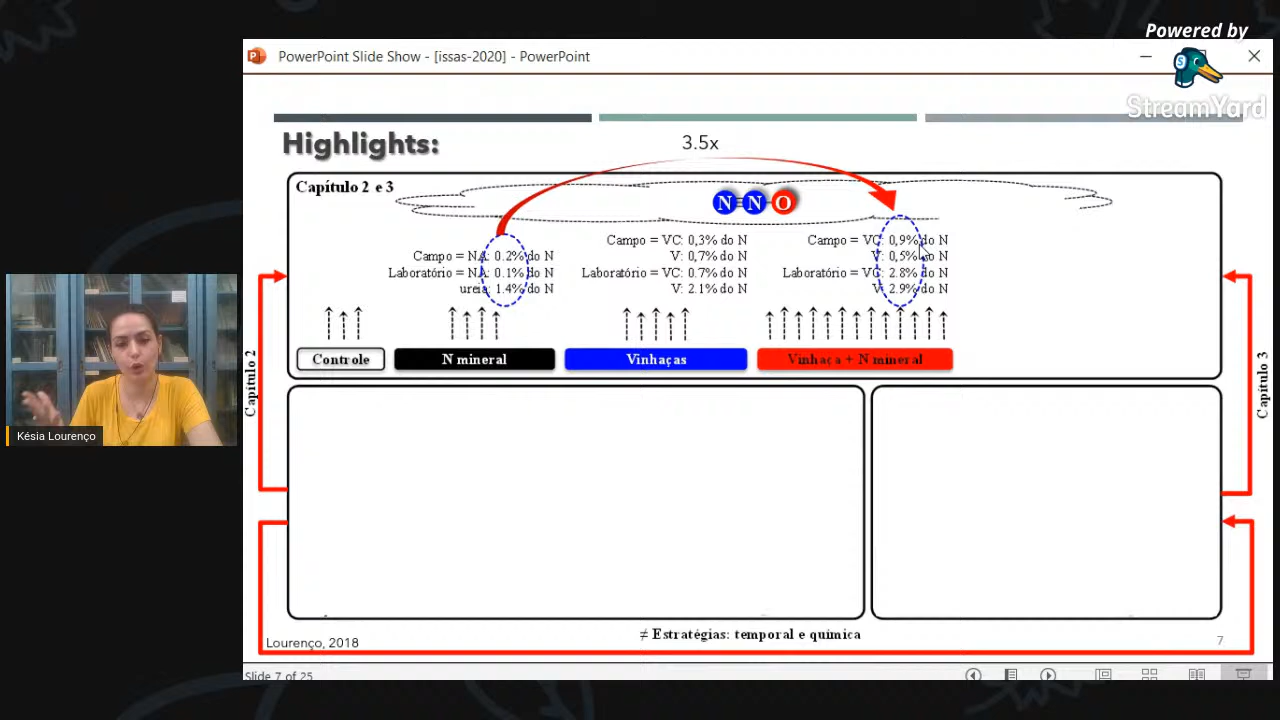 Powered by
StreamYard
PowerPoint Slide Show - [issas-2020] - PowerPoint
Highlights:
3.5x
Capítulo 2 e 3
N=N-O
Campo = NA: 0.2% do N
Laboratório = NA: 0.1% do N
ureia: 1.4% do N
Campo = VC: 0,3% do N
V: 0,7% do N
Laboratório = VC: 0.7% do N
V: 2.1% do N
Campo = VC: 0,9% do N
V: 0,5% do N
Laboratório = VC: 2.8% do N
V: 2.9% do N
Controle
N mineral
Vinhaças
Vinhaça + N mineral
Capítulo 2
Capítulo 3
Késia Lourenço
≠ Estratégias: temporal e química
Lourenço, 2018
7
Slide 7 of 25